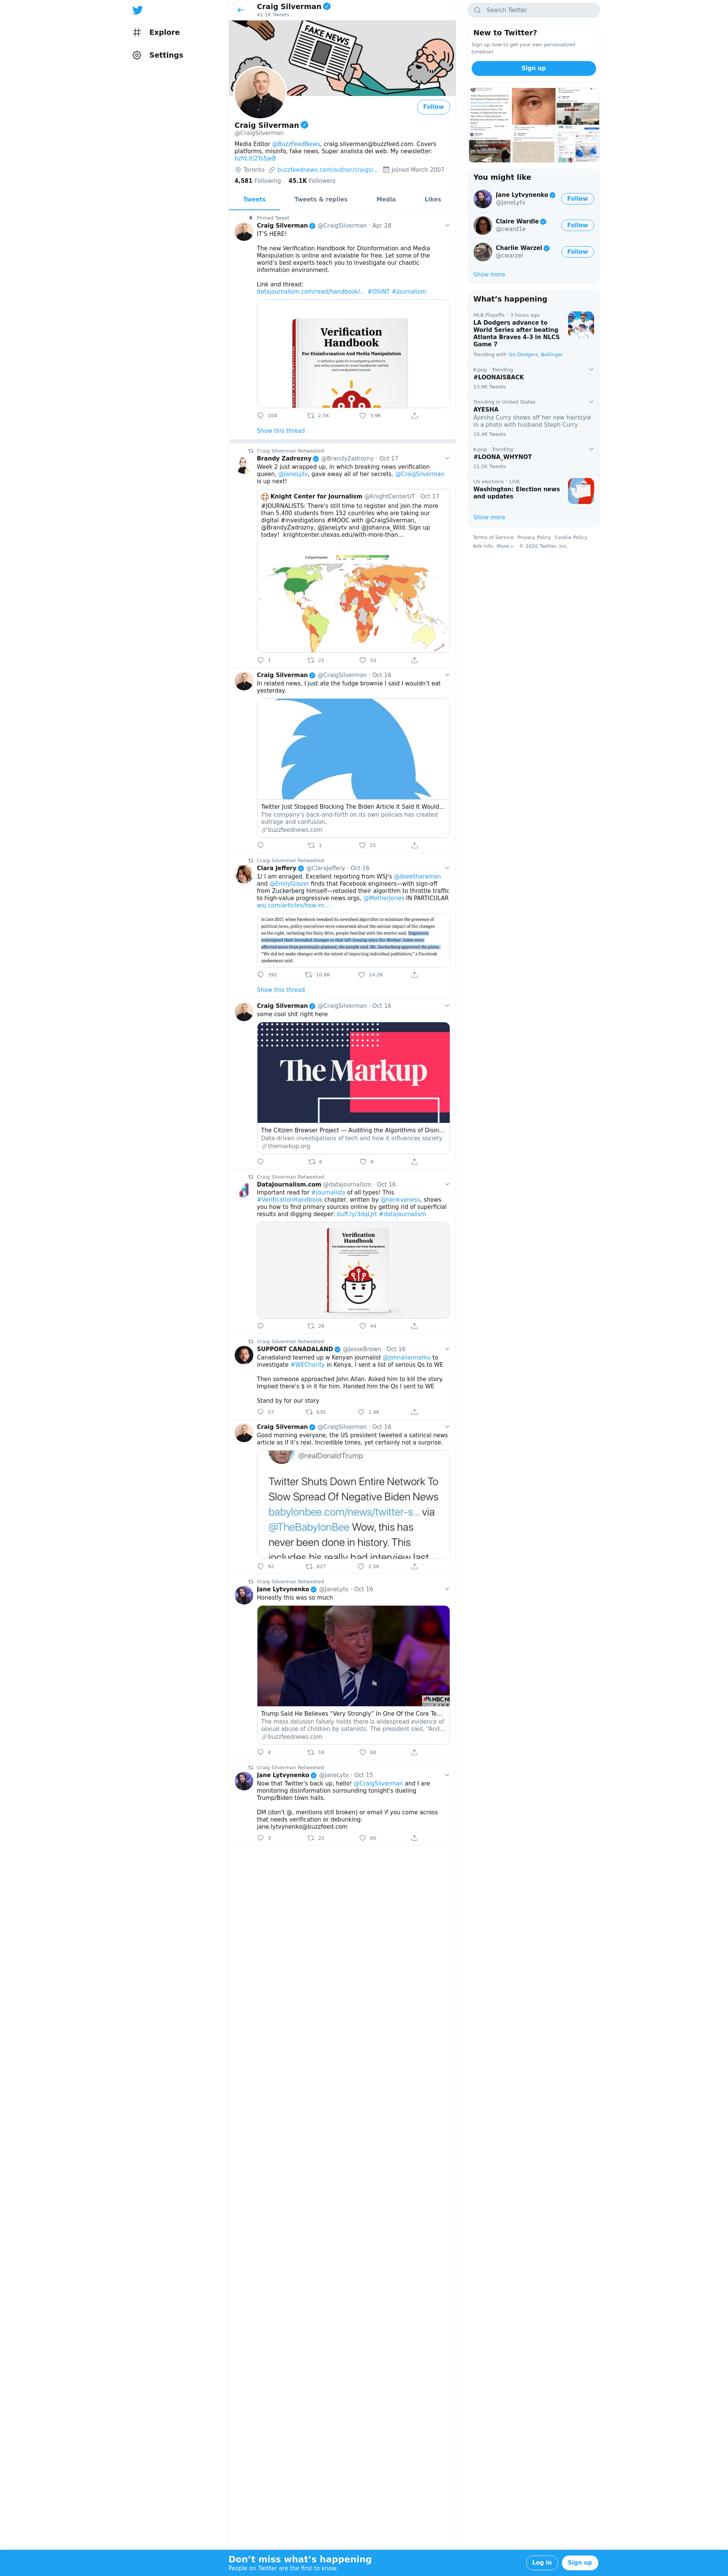 Explore
Settings
Craig Silverman
41.1K Tweets
FAKE NEWS
Follow
Craig Silverman
@CraigSilverman
Media Editor @BuzzFeedNews, craig.silverman@buzzfeed.com. Covers
platforms, misinfo, fake news. Super analista del web. My newsletter:
bzfd.it/2Ts5jeB
Toronto buzzfeednews.com/author/craigsi... Joined March 2007
4,581 Following 45.1K Followers
Tweets Tweets & replies Media Likes
Pinned Tweet
Craig Silverman @CraigSilverman · Apr 28
IT'S HERE!
The new Verification Handbook for Disinformation and Media
Manipulation is online and avialable for free. Let some of the
world's best experts teach you to investigate our chaotic
information environment.
Link and thread:
datajournalism.com/read/handbook/... #OSINT #Journalism
Verification
Handbook
For Disinformation And Media Manipulation
A definitive guide for investigating platforms
and online accounts to reveal inauthentic activity
and manipulated content
104 2.5K 3.9K
Show this thread
Craig Silverman Retweeted
Brandy Zadrozny @BrandyZadrozny · Oct 17
Week 2 just wrapped up, in which breaking news verification
queen, @JaneLytv, gave away all of her secrets. @CraigSilverman
is up next!
Knight Center for Journalism @KnightCenterUT · Oct 17
#JOURNALISTS: There's still time to register and join the more
than 5,400 students from 152 countries who are taking our
digital #investigations #MOOC with @CraigSilverman,
@BrandyZadrozny, @JaneLytv and @Johanna_Wild. Sign up
today! knightcenter.utexas.edu/with-more-than...
# of participants
1 21 50
Craig Silverman @CraigSilverman · Oct 16
In related news, I just ate the fudge brownie I said I wouldn't eat
yesterday.
Twitter Just Stopped Blocking The Biden Article It Said It Would...
The company's back-and-forth on its own policies has created
outrage and confusion.
buzzfeednews.com
1 25
Craig Silverman Retweeted
Clara Jeffery @ClaraJeffery · Oct 16
1/ I am enraged. Excellent reporting from WSJ's @dseetharaman
and @EmilyGlazer finds that Facebook engineers—with sign-off
from Zuckerberg himself—retooled their algorithm to throttle traffic
to high-value progressive news orgs, @MotherJones IN PARTICULAR
wsj.com/articles/how-m...
In late 2017, when Facebook tweaked its newsfeed algorithm to minimize the presence of
political news, policy executives were concerned about the outsize impact of the changes
on the right, including the Daily Wire, people familiar with the matter said. Engineers
redesigned their intended changes so that left-leaning sites like Mother Jones were
affected more than previously planned, the people said. Mr. Zuckerberg approved the plans.
"We did not make changes with the intent of impacting individual publishers," a Facebook
spokesman said.
392 10.6K 14.2K
Show this thread
Craig Silverman @CraigSilverman · Oct 16
some cool shit right here
The Markup
The Citizen Browser Project — Auditing the Algorithms of Disin...
Data-driven investigations of tech and how it influences society
themarkup.org
6 9
Craig Silverman Retweeted
DataJournalism.com @datajournalism · Oct 16
Important read for #journalists of all types! This
#VerificationHandbook chapter, written by @henkvaness, shows
you how to find primary sources online by getting rid of superficial
results and digging deeper: buff.ly/3dqLJrt #datajournalism
Verification
Handbook
For Disinformation And Media Manipulation
26 44
Craig Silverman Retweeted
SUPPORT CANADALAND @JesseBrown · Oct 16
Canadaland teamed up w Kenyan journalist @johnallannamu to
investigate #WECharity in Kenya. I sent a list of serious Qs to WE
Then someone approached John Allan. Asked him to kill the story.
Implied there's $ in it for him. Handed him the Qs I sent to WE
Stand by for our story
57 635 1.4K
Craig Silverman @CraigSilverman · Oct 16
Good morning everyone, the US president tweeted a satirical news
article as if it's real. Incredible times, yet certainly not a surprise.
@realDonaldTrump
Twitter Shuts Down Entire Network To
Slow Spread Of Negative Biden News
babylonbee.com/news/twitter-s... via
@TheBabylonBee Wow, this has
never been done in history. This
includes his really bad interview last
92 827 2.5K
Craig Silverman Retweeted
Jane Lytvynenko @JaneLytv · Oct 16
Honestly this was so much
NBC N
Trump Said He Believes "Very Strongly" In One Of the Core Te...
The mass delusion falsely holds there is widespread evidence of
sexual abuse of children by satanists. The president said, "And...
buzzfeednews.com
4 16 60
Craig Silverman Retweeted
Jane Lytvynenko @JaneLytv · Oct 15
Now that Twitter's back up, hello! @CraigSilverman and I are
monitoring disinformation surrounding tonight's dueling
Trump/Biden town halls.
DM (don't @, mentions still broken) or email if you come across
that needs verification or debunking:
jane.lytvynenko@buzzfeed.com
3 22 60
Search Twitter
New to Twitter?
Sign up now to get your own personalized
timeline!
Sign up
You might like
Jane Lytvynenko
@JaneLytv
Follow
Claire Wardle
@cward1e
Follow
Charlie Warzel
@cwarzel
Follow
Show more
What's happening
MLB Playoffs · 3 hours ago
LA Dodgers advance to
World Series after beating
Atlanta Braves 4-3 in NLCS
Game 7
Trending with Go Dodgers, Bellinger
K-pop · Trending
#LOONAISBACK
13.9K Tweets
Trending in United States
AYESHA
Ayesha Curry shows off her new hairstyle
in a photo with husband Steph Curry
10.4K Tweets
K-pop · Trending
#LOONA_WHYNOT
11.5K Tweets
US elections · LIVE
Washington: Election news
and updates
Show more
Terms of Service Privacy Policy Cookie Policy
Ads info More © 2020 Twitter, Inc.
Don't miss what's happening
People on Twitter are the first to know.
Log in Sign up